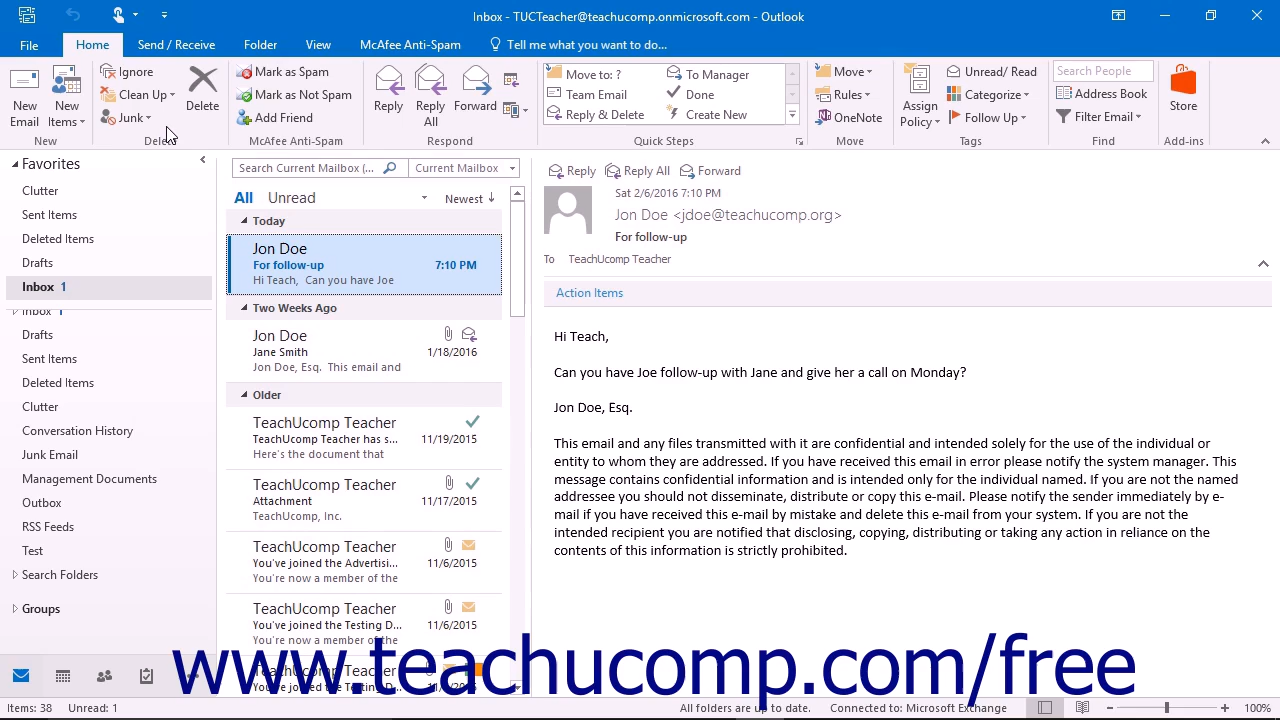 Inbox - TUCTeacher@teachucomp.onmicrosoft.com - Outlook
File Home Send / Receive Folder View McAfee Anti-Spam Tell me what you want to do...
Ignore
Clean Up
Junk
Delete
Delete
New Email
New Items
New
Mark as Spam
Mark as Not Spam
Add Friend
McAfee Anti-Spam
Reply
Reply All
Forward
Respond
Move to: ?
Team Email
Reply & Delete
To Manager
Done
Create New
Quick Steps
Move
Rules
OneNote
Move
Assign Policy
Unread/ Read
Categorize
Follow Up
Tags
Search People
Address Book
Filter Email
Find
Store
Add-ins
Favorites
Clutter
Sent Items
Deleted Items
Drafts
Inbox 1
Inbox 1
Drafts
Sent Items
Deleted Items
Clutter
Conversation History
Junk Email
Management Documents
Outbox
RSS Feeds
Test
Search Folders
Groups
Search Current Mailbox (... Current Mailbox
All Unread Newest
Today
Jon Doe
For follow-up 7:10 PM
Hi Teach, Can you have Joe
Two Weeks Ago
Jon Doe
Jane Smith 1/18/2016
Jon Doe, Esq. This email and
Older
TeachUcomp Teacher
TeachUcomp Teacher has s... 11/19/2015
Here's the document that
TeachUcomp Teacher
Attachment 11/17/2015
TeachUcomp, Inc.
TeachUcomp Teacher
You've joined the Advertisi... 11/6/2015
You're now a member of the
TeachUcomp Teacher
You've joined the Testing D... 11/6/2015
You're now a member of the
TeachUcomp Teacher
You've joined the Testing D...
Reply Reply All Forward
Sat 2/6/2016 7:10 PM
Jon Doe <jdoe@teachucomp.org>
For follow-up
To TeachUcomp Teacher
Action Items
Hi Teach,
Can you have Joe follow-up with Jane and give her a call on Monday?
Jon Doe, Esq.
This email and any files transmitted with it are confidential and intended solely for the use of the individual or
entity to whom they are addressed. If you have received this email in error please notify the system manager. This
message contains confidential information and is intended only for the individual named. If you are not the named
addressee you should not disseminate, distribute or copy this e-mail. Please notify the sender immediately by e-
mail if you have received this e-mail by mistake and delete this e-mail from your system. If you are not the
intended recipient you are notified that disclosing, copying, distributing or taking any action in reliance on the
contents of this information is strictly prohibited.
www.teachucomp.com/free
Items: 38 Unread: 1 All folders are up to date. Connected to: Microsoft Exchange 100%